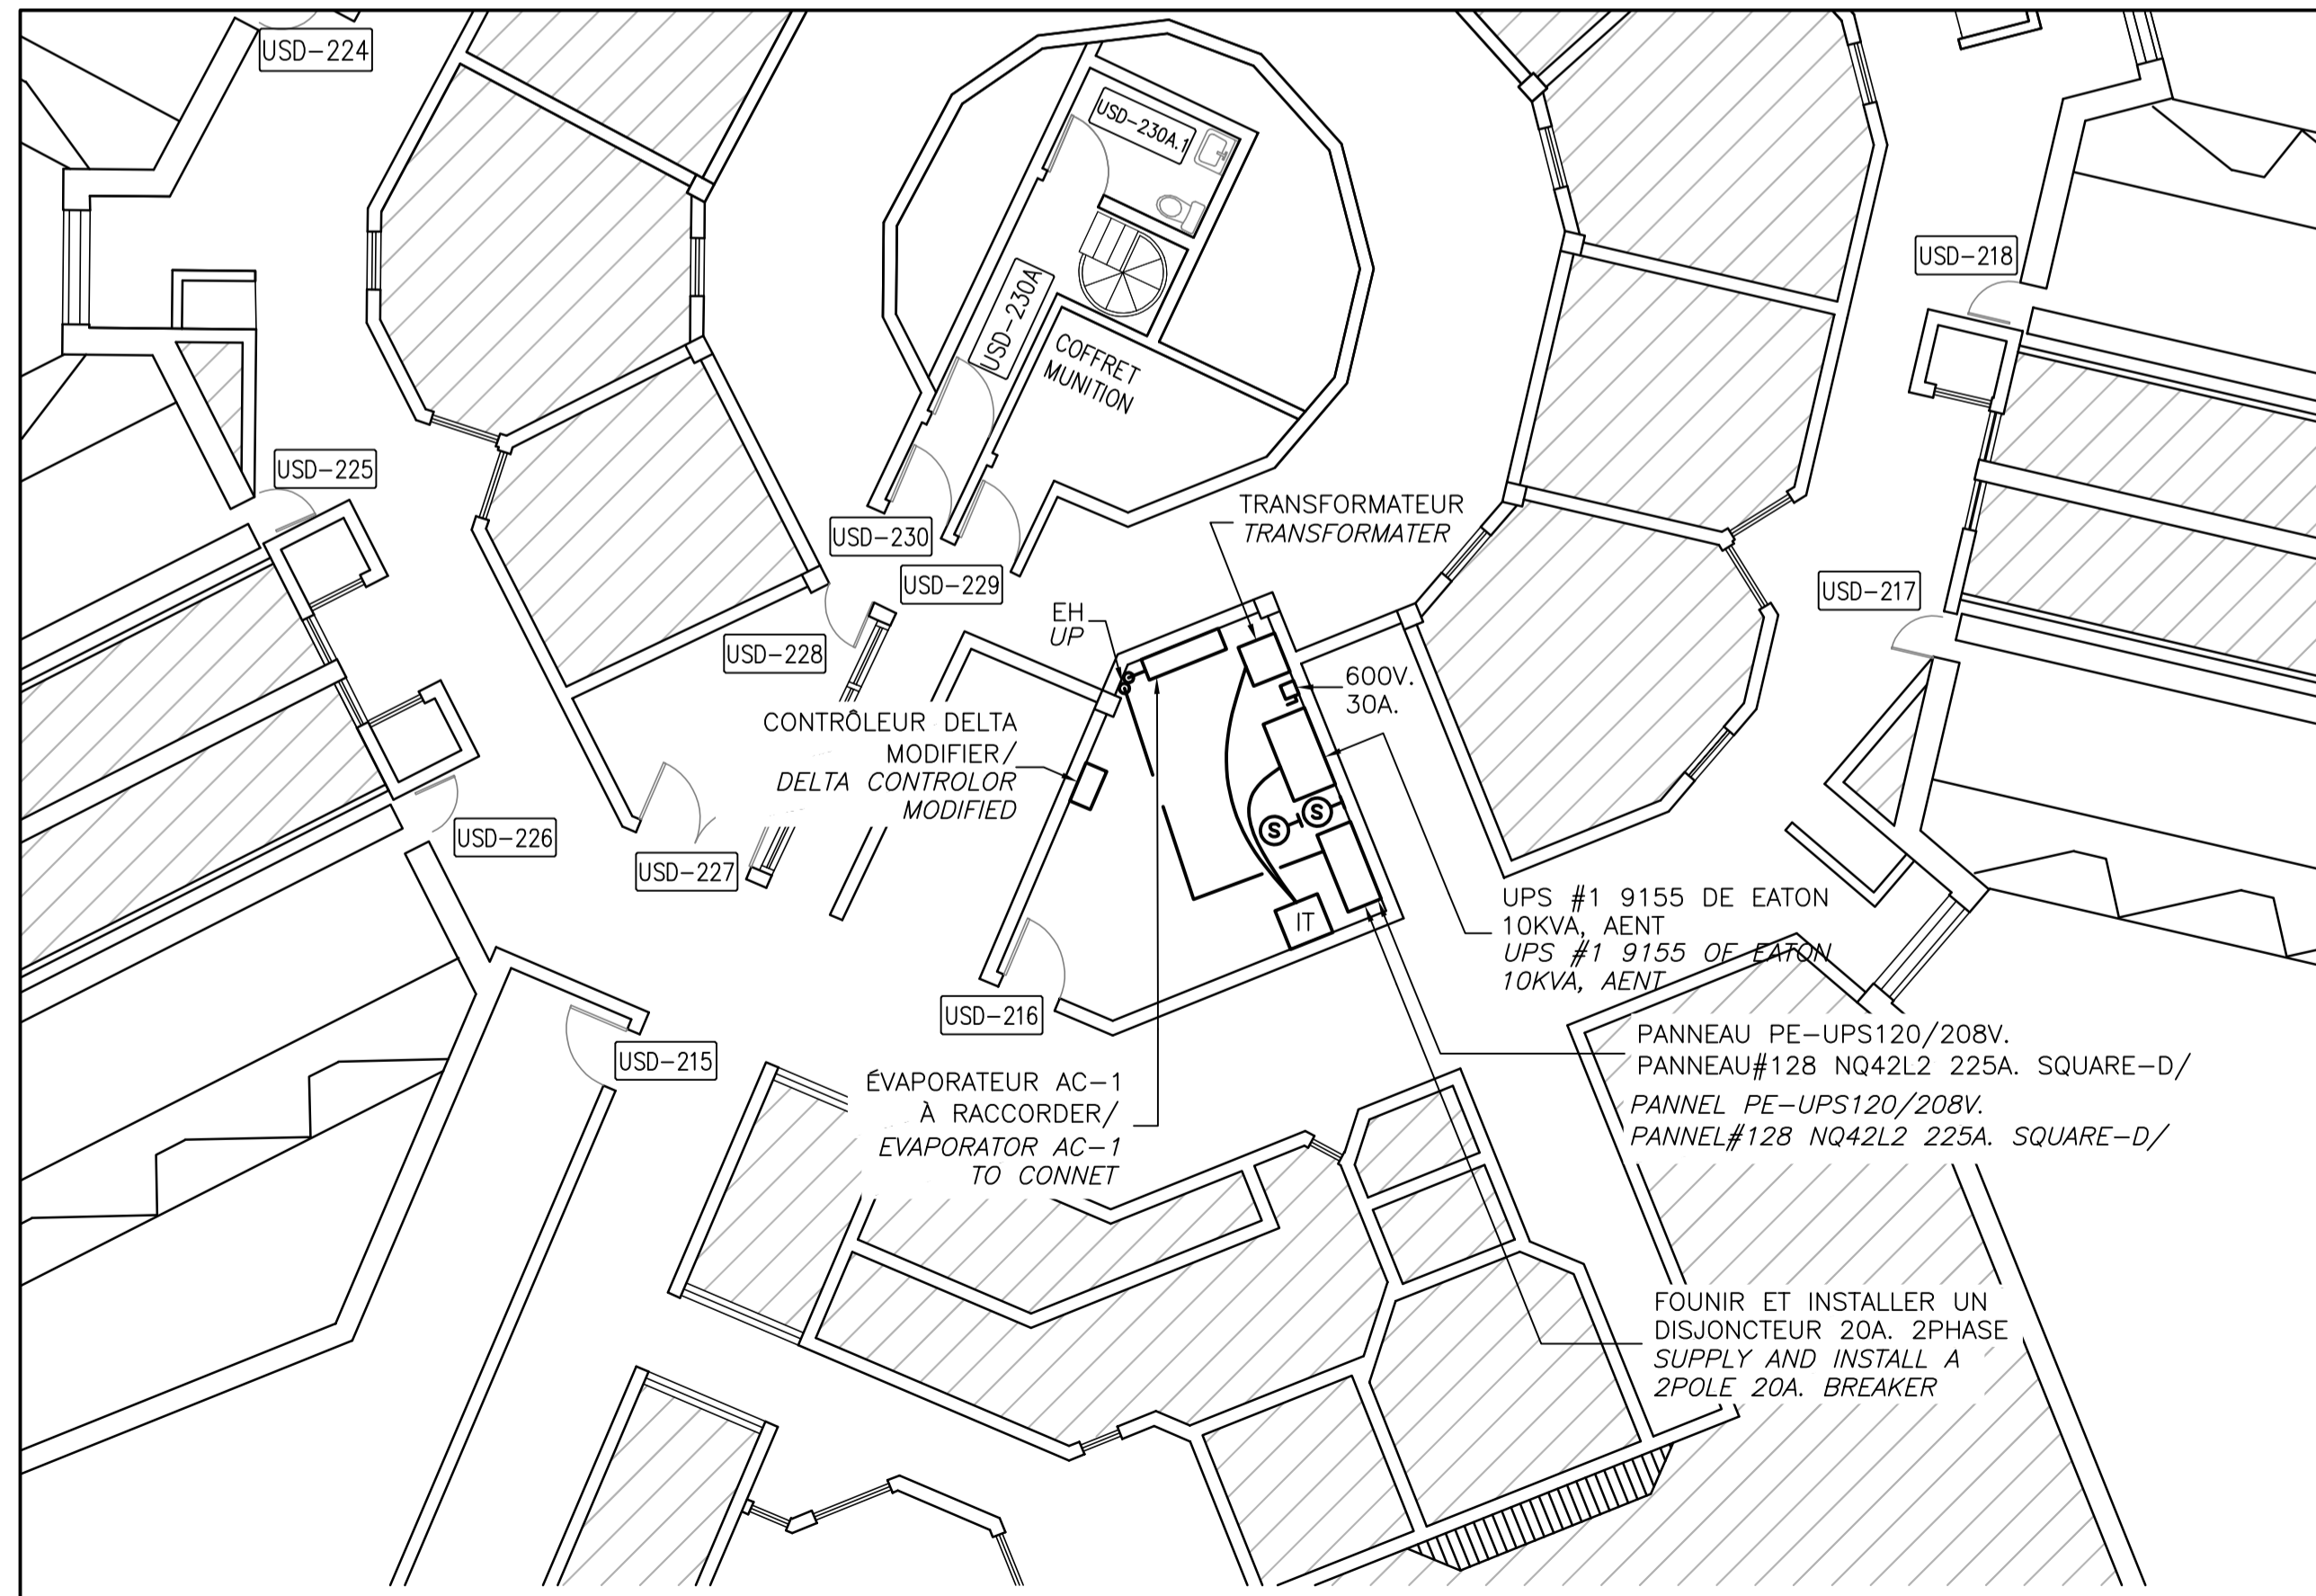 USD-224
USD-230A.1
USD-218
USD-230A
COFFRET
MUNITION
USD-225
TRANSFORMATEUR
TRANSFORMATER
USD-230
USD-229
USD-217
EH
UP
USD-228
600V.
30A.
CONTRÔLEUR DELTA
MODIFIER/
DELTA CONTROLOR
MODIFIED
S
S
USD-226
USD-227
IT
UPS #1 9155 DE EATON
10KVA, AENT
UPS #1 9155 OF EATON
10KVA, AENT
USD-216
USD-215
PANNEAU PE-UPS120/208V.
PANNEAU#128 NQ42L2 225A. SQUARE-D/
PANNEL PE-UPS120/208V.
PANNEL#128 NQ42L2 225A. SQUARE-D/
ÉVAPORATEUR AC-1
À RACCORDER/
EVAPORATOR AC-1
TO CONNET
FOUNIR ET INSTALLER UN
DISJONCTEUR 20A. 2PHASE
SUPPLY AND INSTALL A
2POLE 20A. BREAKER